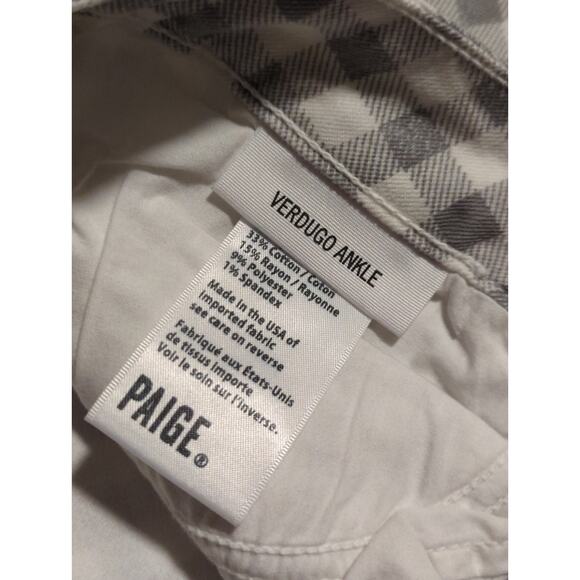 VERDUGO ANKLE
33% Cotton / Coton
15% Rayon / Rayonne
9% Polyester
1% Spandex
Made in the USA of
imported fabric
see care on reverse
Fabriqué aux États-Unis
de tissus importe
Voir le soin sur l'inverse.
PAIGE®